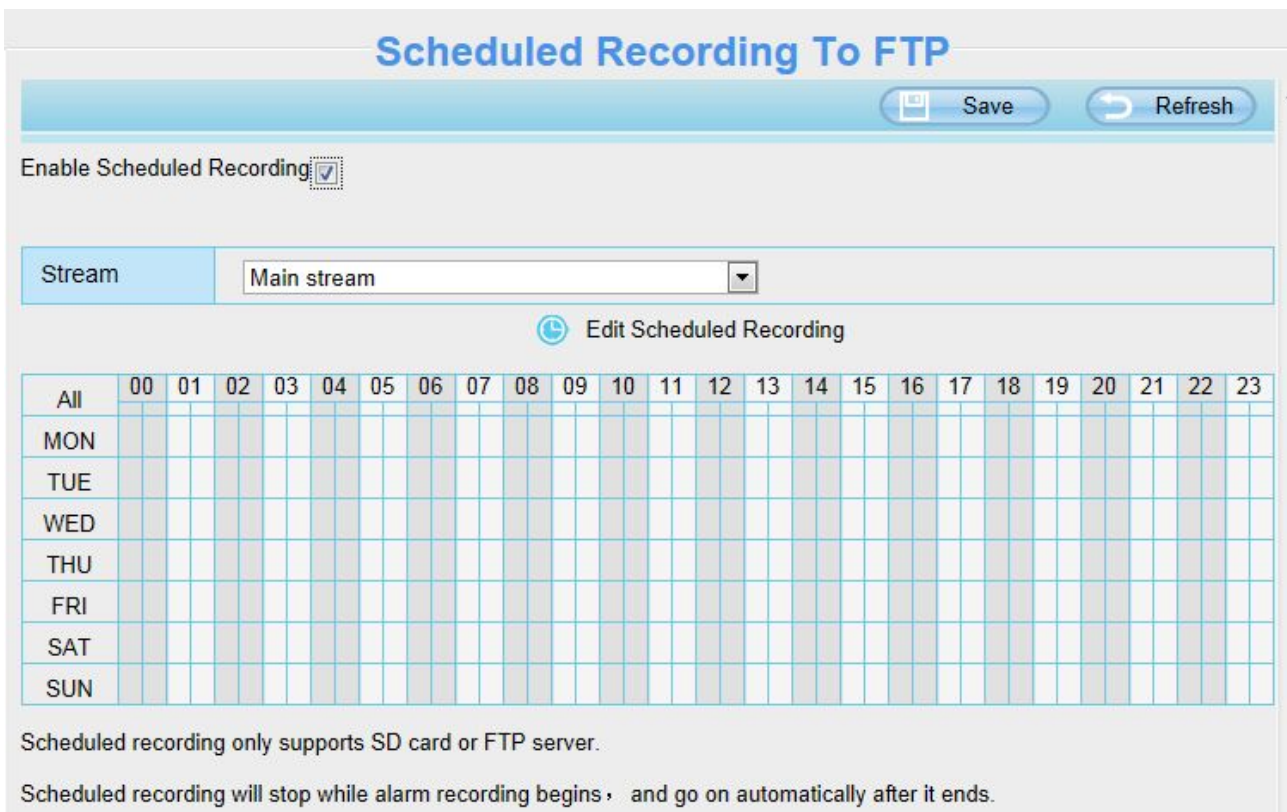 Scheduled Recording To FTP
Save Refresh
Enable Scheduled Recording
Stream Main stream
Edit Scheduled Recording
All 00 01 02 03 04 05 06 07 08 09 10 11 12 13 14 15 16 17 18 19 20 21 22 23
MON
TUE
WED
THU
FRI
SAT
SUN
Scheduled recording only supports SD card or FTP server.
Scheduled recording will stop while alarm recording begins， and go on automatically after it ends.